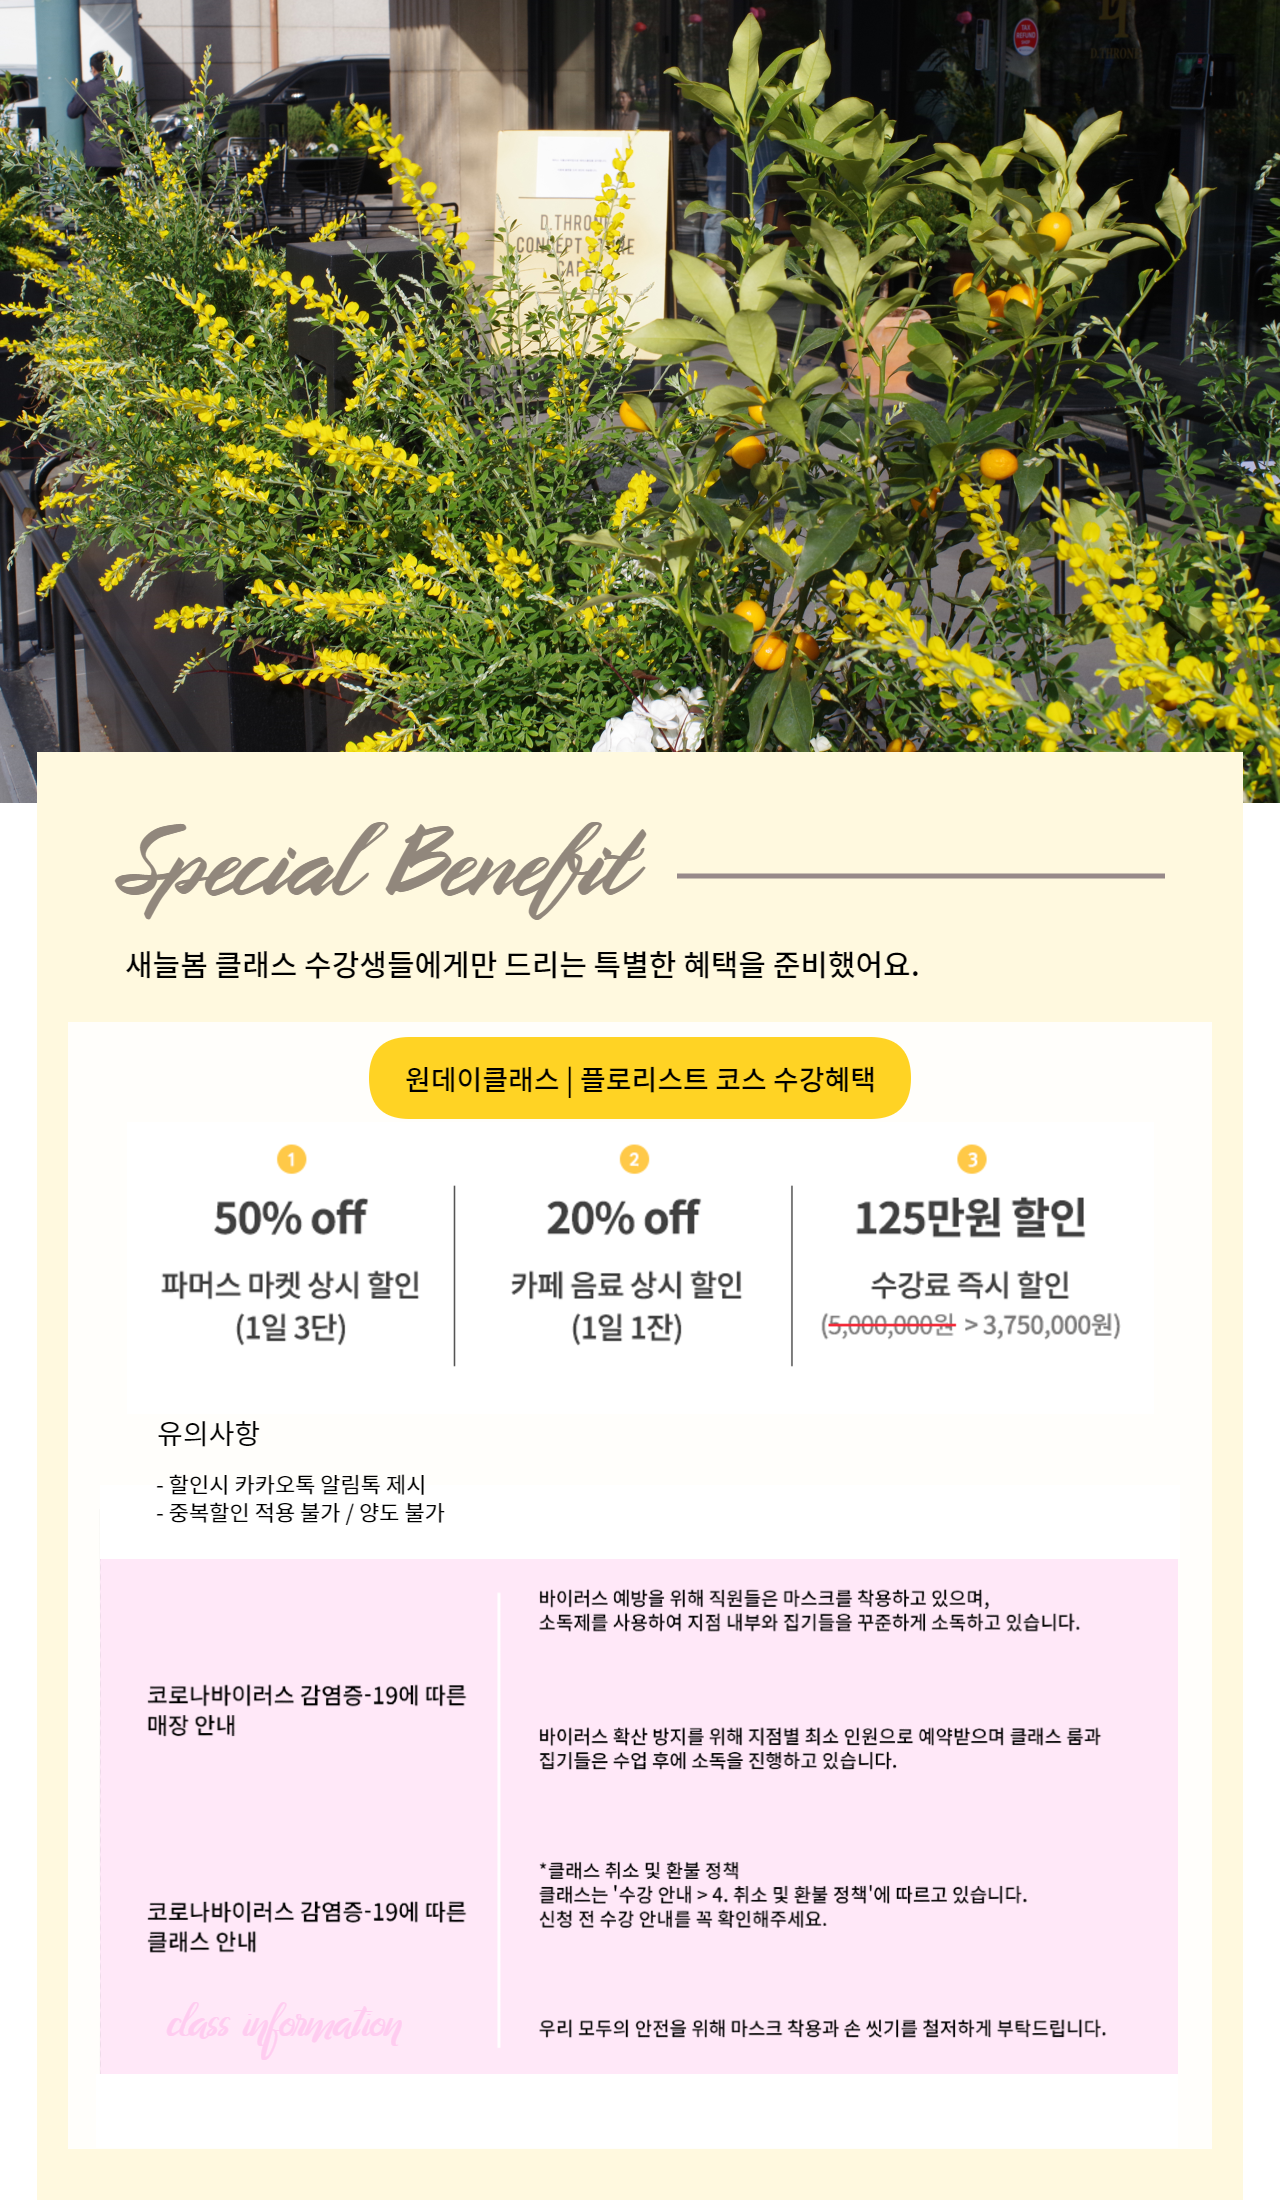 TAX
REFUND
D.THRONE
D.THRONE
CONCEPT STORE
CAFE
Special Benefit
새늘봄 클래스 수강생들에게만 드리는 특별한 혜택을 준비했어요.
원데이클래스 | 플로리스트 코스 수강혜택
1
2
3
50% off
20% off
125만원 할인
파머스 마켓 상시 할인
(1일 3단)
카페 음료 상시 할인
(1일 1잔)
수강료 즉시 할인
(5,000,000원 > 3,750,000원)
유의사항
- 할인시 카카오톡 알림톡 제시
- 중복할인 적용 불가 / 양도 불가
코로나바이러스 감염증-19에 따른
매장 안내
바이러스 예방을 위해 직원들은 마스크를 착용하고 있으며,
소독제를 사용하여 지점 내부와 집기들을 꾸준하게 소독하고 있습니다.
바이러스 확산 방지를 위해 지점별 최소 인원으로 예약받으며 클래스 룸과
집기들은 수업 후에 소독을 진행하고 있습니다.
코로나바이러스 감염증-19에 따른
클래스 안내
*클래스 취소 및 환불 정책
클래스는 '수강 안내 > 4. 취소 및 환불 정책'에 따르고 있습니다.
신청 전 수강 안내를 꼭 확인해주세요.
class information
우리 모두의 안전을 위해 마스크 착용과 손 씻기를 철저하게 부탁드립니다.